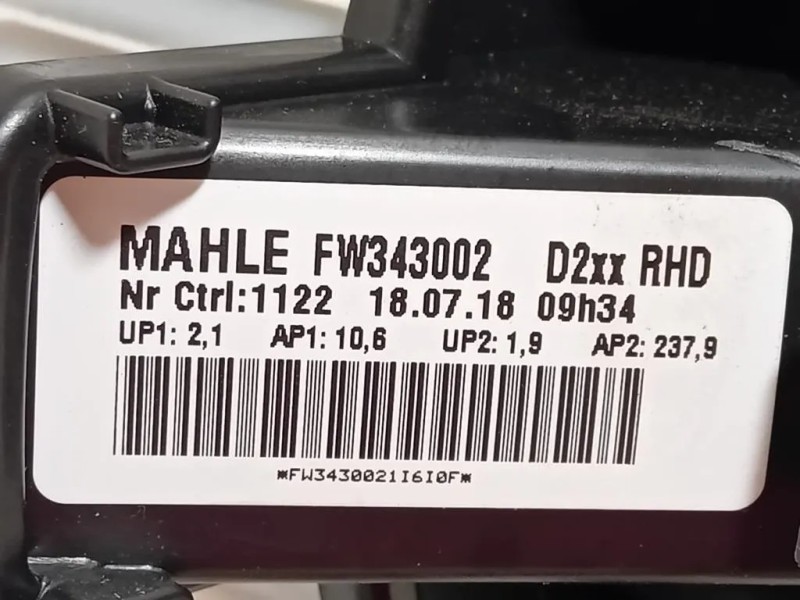 MAHLE FW343002 D2xx RHD
Nr Ctrl:1122 18.07.18 09h34
UP1: 2,1 AP1: 10,6 UP2: 1,9 AP2: 237,9
*FW3430021I6I0F*